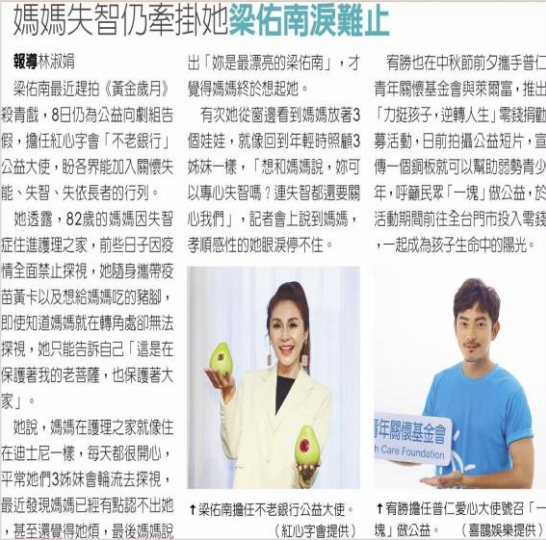 媽媽失智仍牽掛她梁佑南淚難止
報導林淑娟
梁佑南最近趕拍《黃金歲月》
殺青戲，8日仍為公益向劇組告
假，擔任紅心字會「不老銀行」
公益大使，盼各界能加入關懷失
能、失智、失依長者的行列。
她透露，82歲的媽媽因失智
症住進護理之家，前些日子因疫
情全面禁止探視，她隨身攜帶疫
苗黃卡以及想給媽媽吃的豬腳，
即使知道媽媽就在轉角處卻無法
探視，她只能告訴自己「這是在
保護著我的老菩薩，也保護著大
家」。
她說，媽媽在護理之家就像住
在迪士尼一樣，每天都很開心，
平常她們3姊妹會輪流去探視，
最近發現媽媽已經有點認不出她
，甚至還覺得她煩，最後媽媽說
出「妳是最漂亮的梁佑南」，才
覺得媽媽終於想起她。
有次她從窗邊看到媽媽放著3
個娃娃，就像回到年輕時照顧3
姊妹一樣，「想和媽媽說，妳可
以專心失智嗎？連失智都還要關
心我們」，記者會上說到媽媽，
孝順感性的她眼淚停不住。
宥勝也在中秋節前夕攜手普仁
青年關懷基金會與萊爾富，推出
「力挺孩子，逆轉人生」零錢捐勸
募活動，日前拍攝公益短片，宣
傳一個銅板就可以幫助弱勢青少
年，呼籲民眾「一塊」做公益，於
活動期間前往全台門市投入零錢
，一起成為孩子生命中的陽光。
↑梁佑南擔任不老銀行公益大使。
（紅心字會提供）
青年關懷基金會
h Care Foundation
↑宥勝擔任普仁愛心大使號召「一
塊」做公益。 （喜鵲娛樂提供）